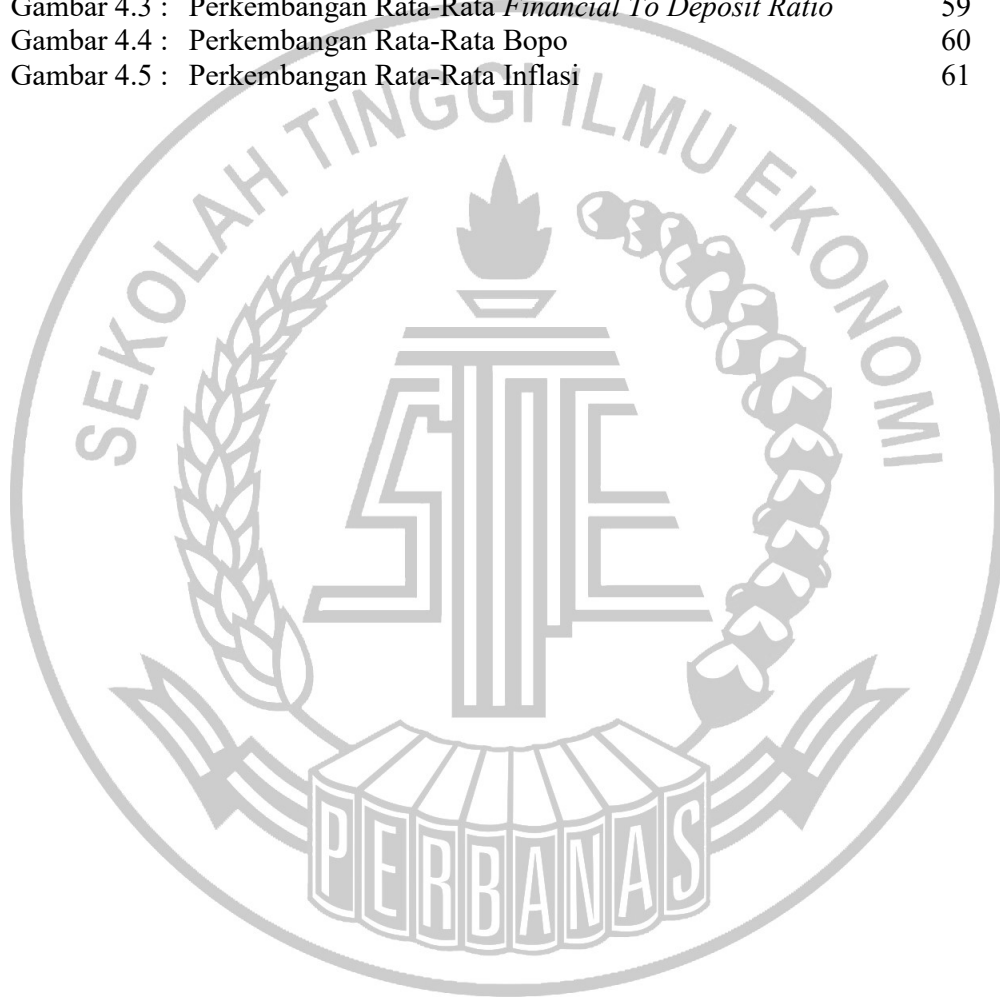 Gambar 4.3 : Perkembangan Rata-Rata Financial To Deposit Ratio 59
Gambar 4.4 : Perkembangan Rata-Rata Bopo 60
Gambar 4.5 : Perkembangan Rata-Rata Inflasi 61
SEKOLAH TINGGI ILMU EKONOMI
STIE
PERBANAS